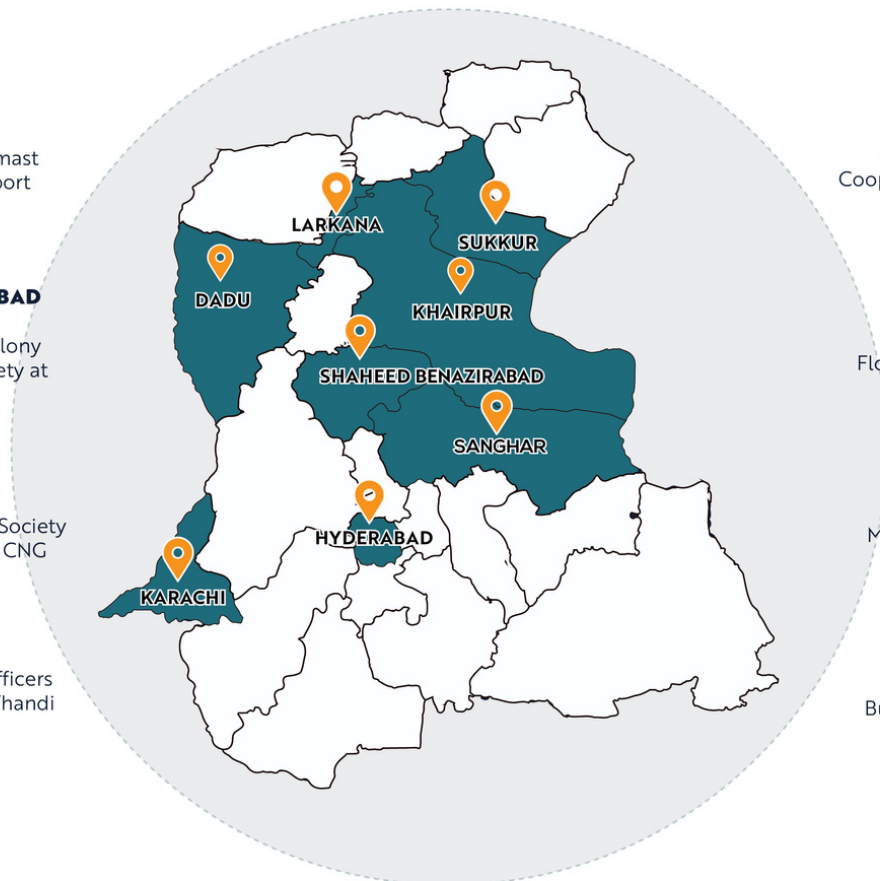 mast
port
Coop
LARKANA
SUKKUR
BAD
DADU
KHAIRPUR
lony
ety at
Flo
SHAHEED BENAZIRABAD
SANGHAR
Society
CNG
M
HYDERABAD
KARACHI
fficers
handi
Bu